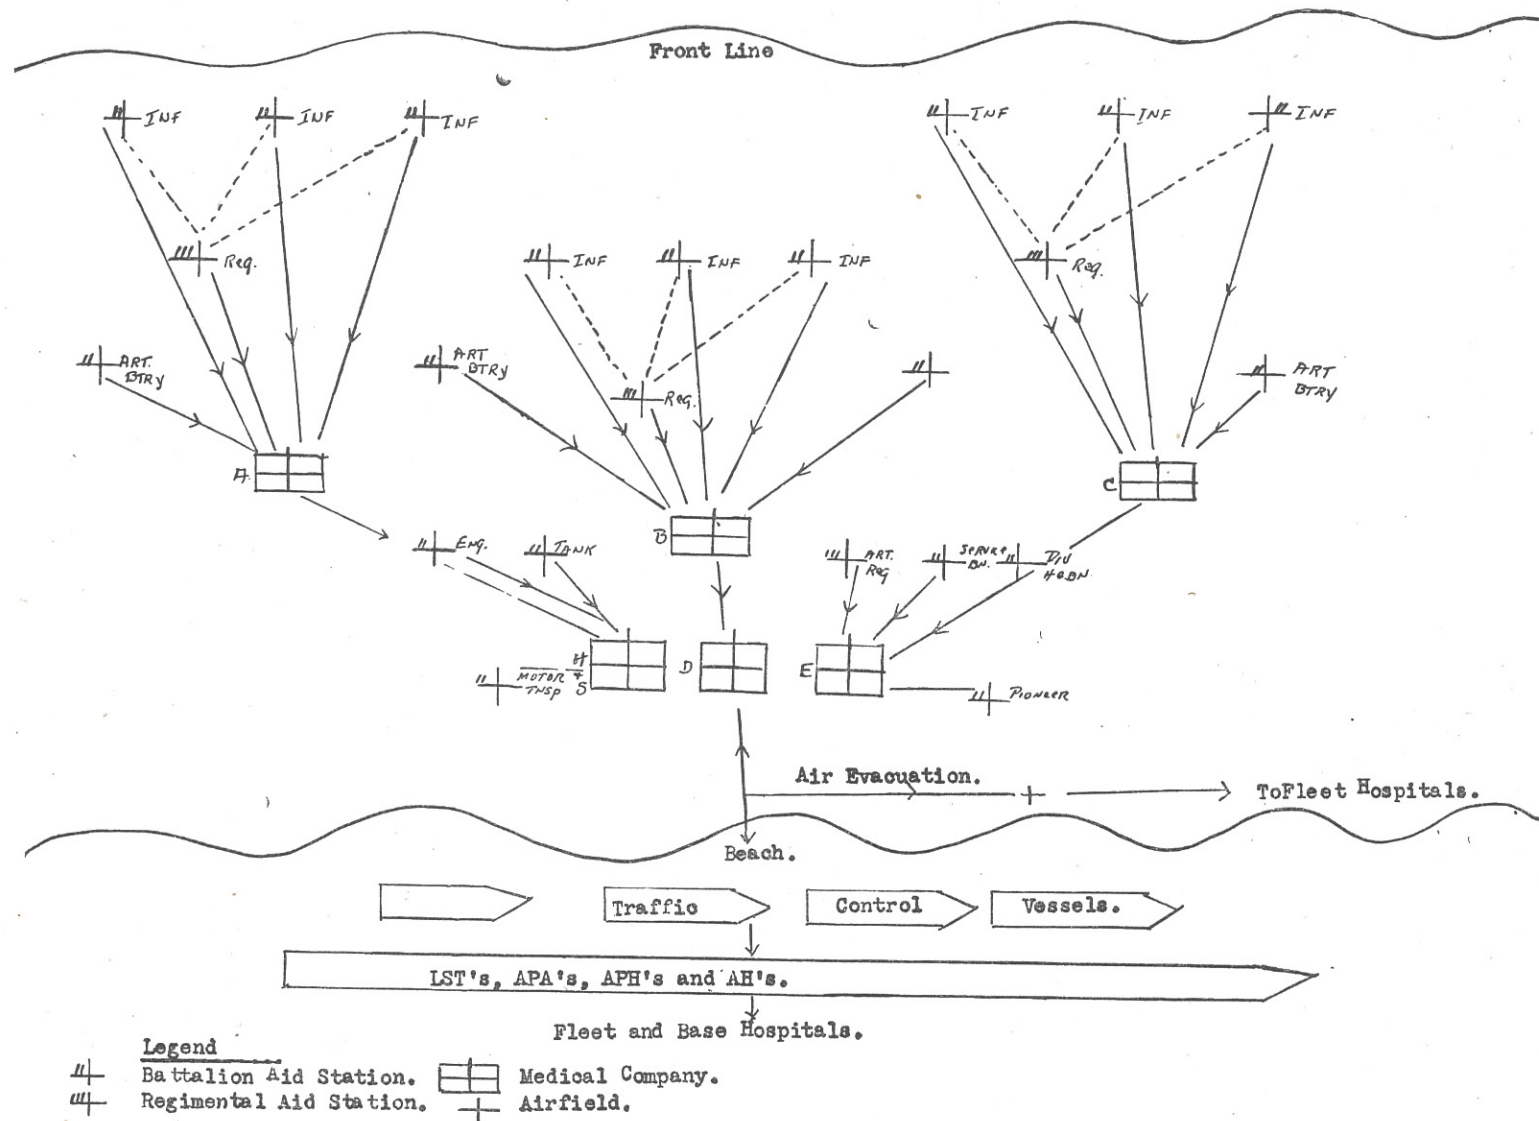 Front Line
INF
INF
INF
INF
INF
INF
Reg.
INF
INF
INF
Reg.
ART.
BTRY
ART
BTRY
Reg.
ART
BTRY
A
B
C
ENG.
TANK
ART.
REG
SERVICE
BN.
DIV
HQBN
H
+
S
MOTOR
TNSP
D
E
PIONEER
Air Evacuation.
ToFleet Hospitals.
Beach.
Traffic
Control
Vessels.
LST's, APA's, APH's and AH's.
Fleet and Base Hospitals.
Legend
Battalion Aid Station.
Medical Company.
Regimental Aid Station.
Airfield.